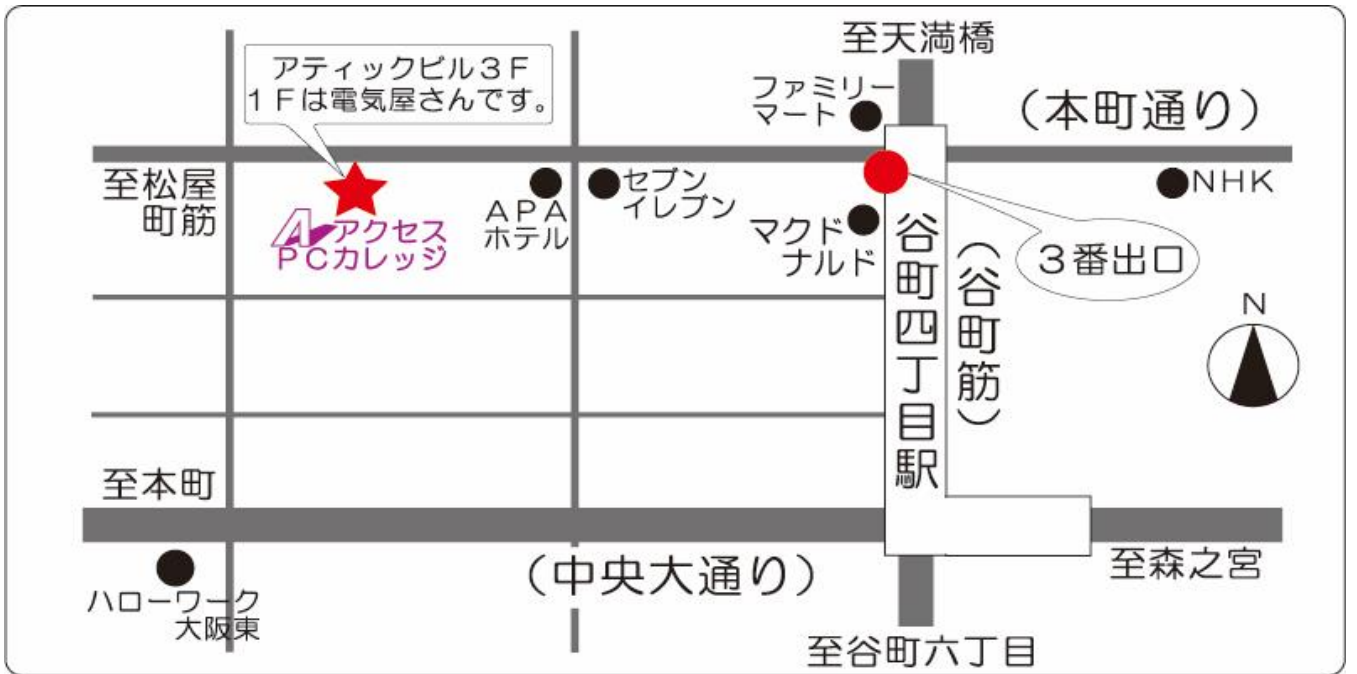 至天満橋
アティックビル3F
1Fは電気屋さんです。
ファミリー
マート
(本町通り)
至松屋
町筋
アクセス
PCカレッジ
APA
ホテル
セブン
イレブン
マクド
ナルド
谷町四丁目駅
(谷町筋)
3番出口
NHK
N
至本町
(中央大通り)
至森之宮
ハローワーク
大阪東
至谷町六丁目